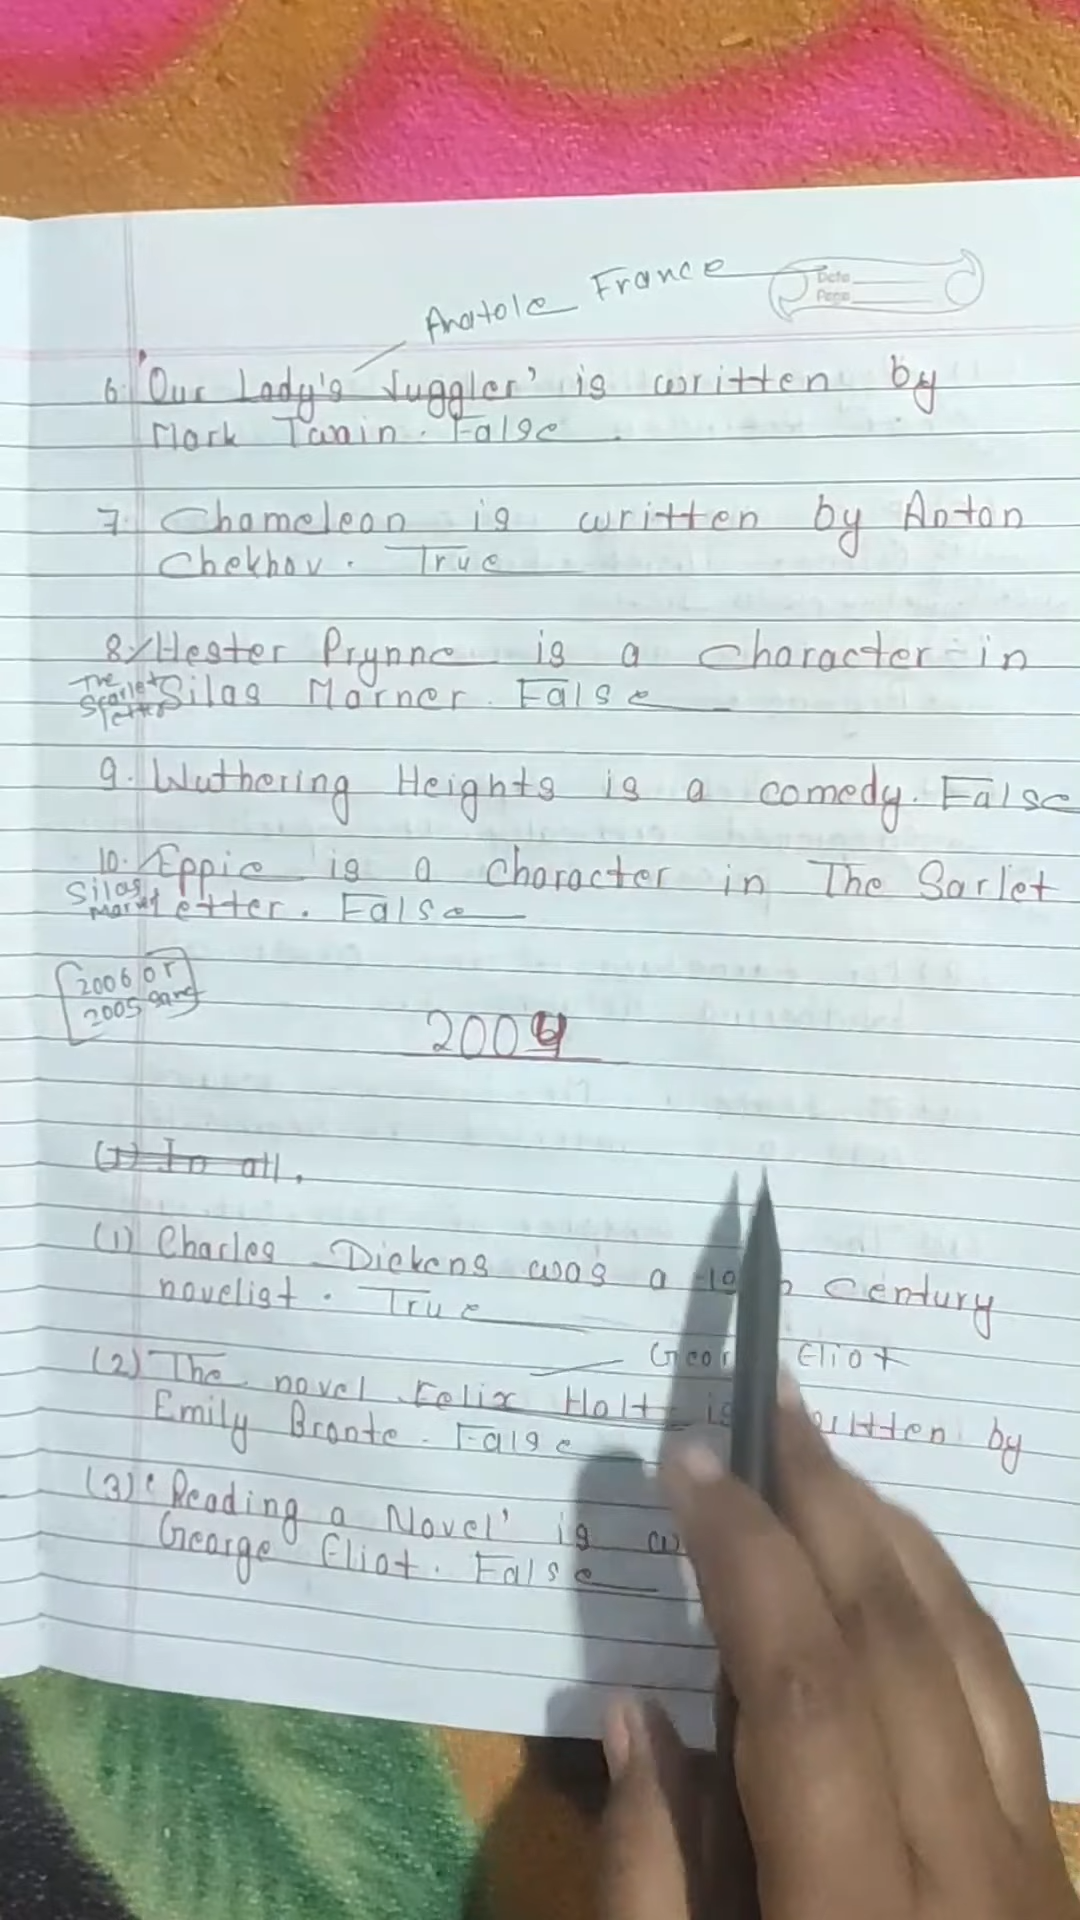 Anatole France
Date
Page
6. 'Our Lady's Juggler' is written by
Mark Twain. False.
7. Chameleon is written by Anton
Chekhov. True
8. Hester Prynne is a character in
The Scarlet letter
Silas Marner. False
9. Wuthering Heights is a comedy. False
10. Eppie is a character in The Sarlet
Silas
Letter. False
2006 or
2005
2004
(1) In all.
(1) Charles Dickens was a century
novelist. True
George Eliot
(2) The novel Felix Holt is written by
Emily Bronte. False
(3) 'Reading a Novel' is
George Eliot. False